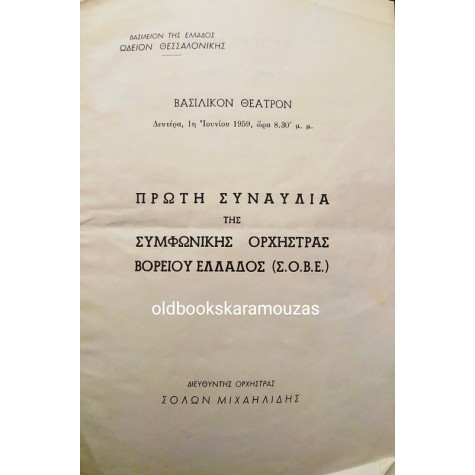 ΒΑΣΙΛΕΙΟΝ ΤΗΣ ΕΛΛΑΔΟΣ
ΩΔΕΙΟΝ ΘΕΣΣΑΛΟΝΙΚΗΣ
ΒΑΣΙΛΙΚΟΝ ΘΕΑΤΡΟΝ
Δευτέρα, 1η Ἰουνίου 1959, ὥρα 8.30' μ. μ.
ΠΡΩΤΗ ΣΥΝΑΥΛΙΑ
ΤΗΣ
ΣΥΜΦΩΝΙΚΗΣ ΟΡΧΗΣΤΡΑΣ
ΒΟΡΕΙΟΥ ΕΛΛΑΔΟΣ (Σ.Ο.Β.Ε.)
oldbookskaramouzas
ΔΙΕΥΘΥΝΤΗΣ ΟΡΧΗΣΤΡΑΣ
ΣΟΛΩΝ ΜΙΧΑΗΛΙΔΗΣ